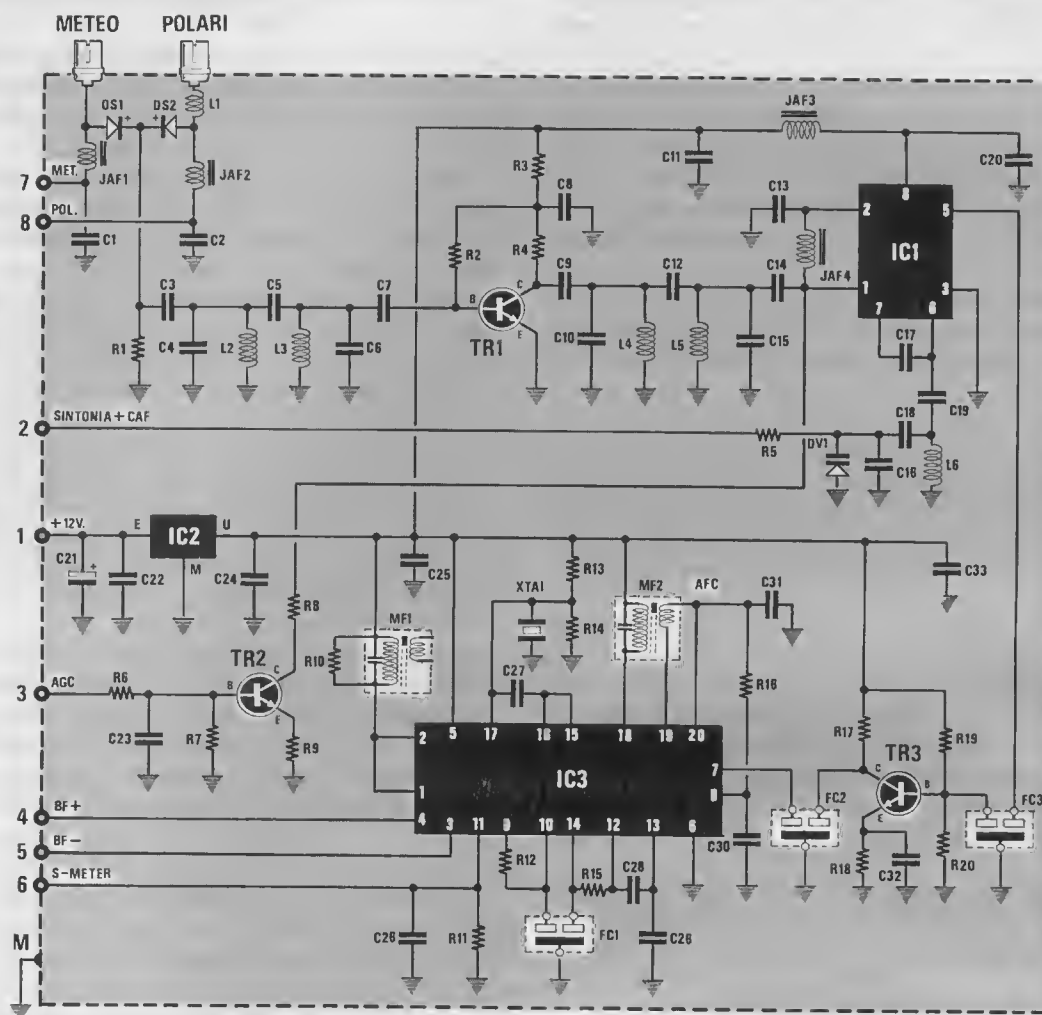 METEO POLARI
DS1 DS2 L1
JAF3
7 MET. JAF1 JAF2 R3 C11 C20
8 POL. C8 C13 2 8 5
C1 C2 R2 R4 JAF4 IC1
C3 C5 C7 B C C9 C12 C14 1 3
E 7 6
R1 C4 L2 L3 C6 TR1 C10 L4 L5 C15 C17
2 SINTONIA+CAF C19
R5 DV1 C18
C16 L6
1 +12V. E IC2 U
C21 + C22 M C24 C25 R13 MF2 AFC C31 C33
R8 MF1 XTAL R14
TR2 R10 C27 R16
3 AGC R6 B C E
C23 R7 R9 2 5 17 16 15 18 19 20 R17 TR3 R19
IC3 7 C B FC3
4 BF+ 1 8 FC2 E
5 BF- 4 3 11 9 10 14 12 13 6 C30 R18 C32 R20
6 S-METER R12 R15 C28
C26 R11 FC1 C26
M